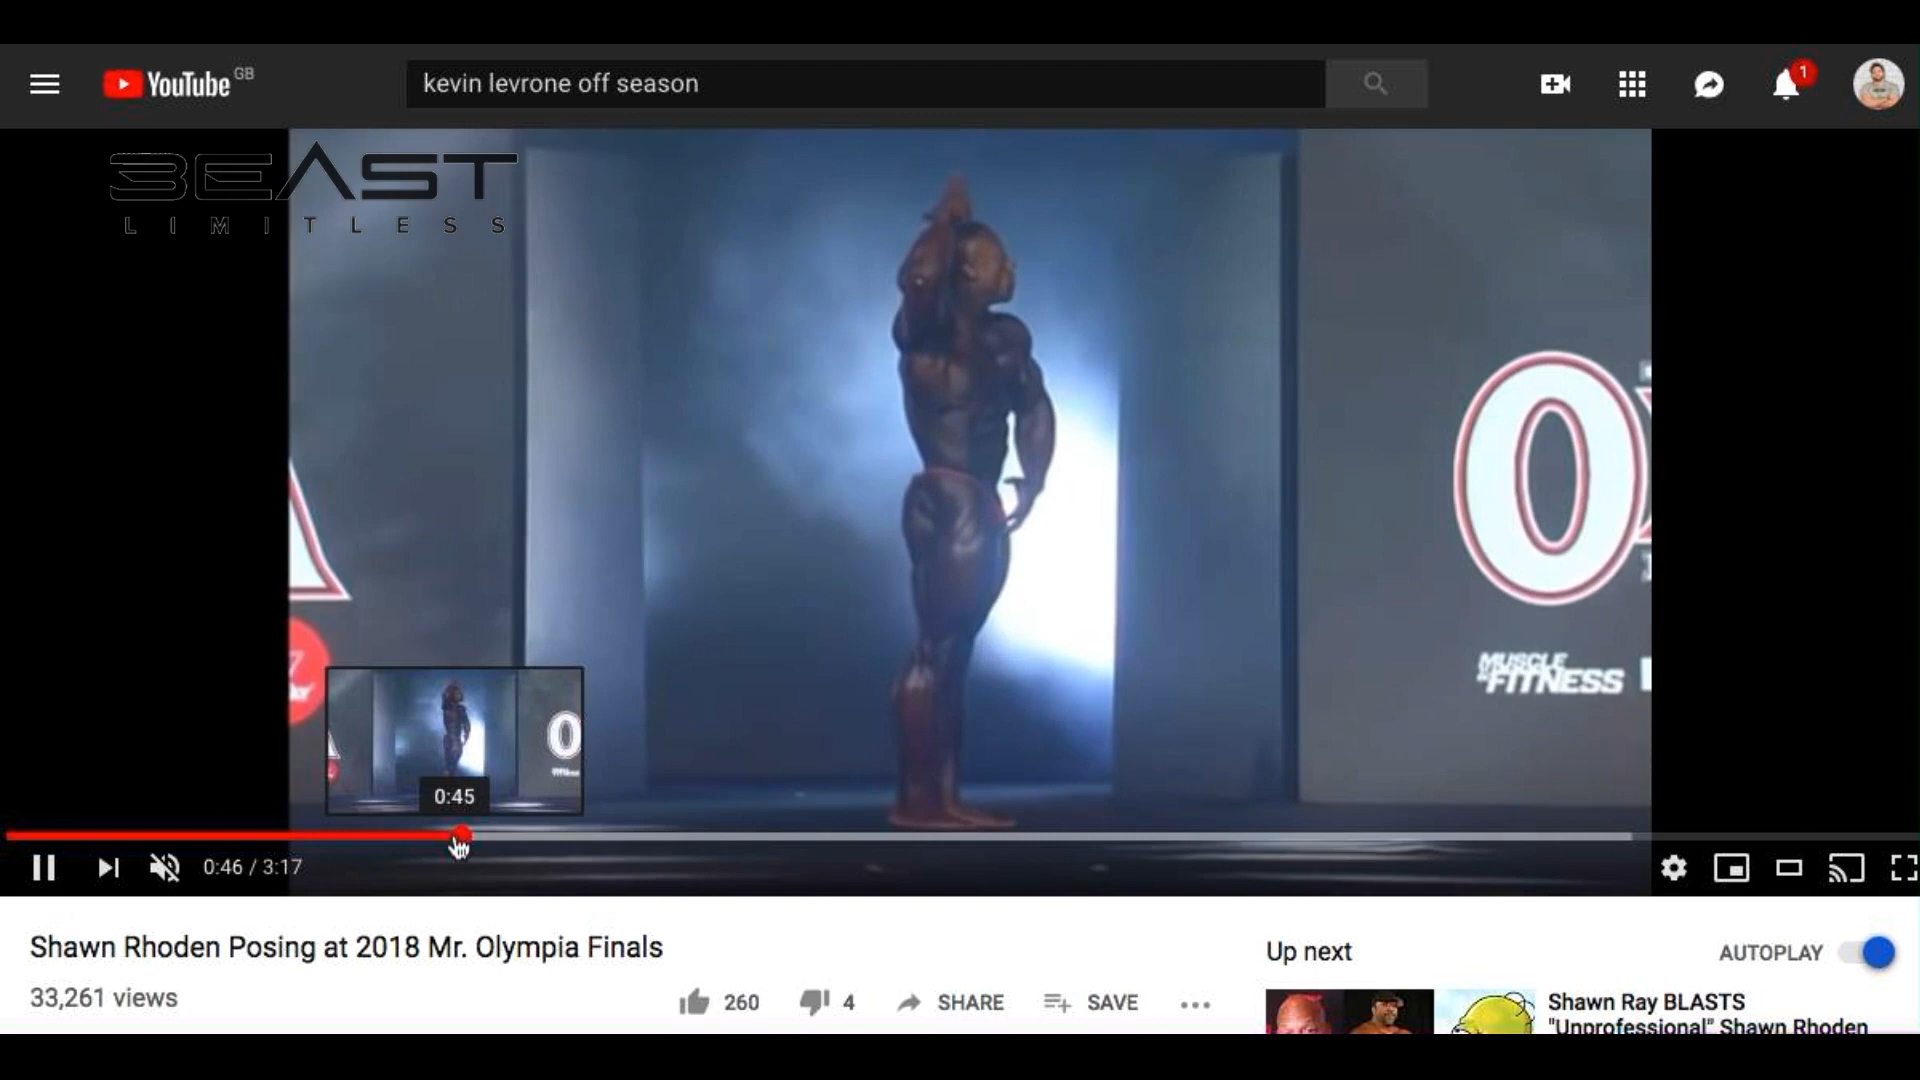 YouTube GB
kevin levrone off season
1
BEAST
LIMITLESS
O
MUSCLE
& FITNESS
0:45
0:46 / 3:17
Shawn Rhoden Posing at 2018 Mr. Olympia Finals
33,261 views
260
4
SHARE
SAVE
Up next
AUTOPLAY
Shawn Ray BLASTS
"Unprofessional" Shawn Rhoden